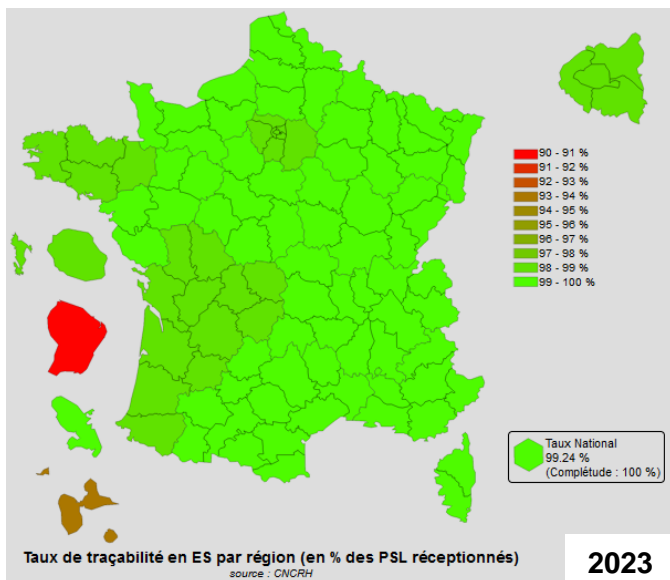 90 - 91 %
91 - 92 %
92 - 93 %
93 - 94 %
94 - 95 %
95 - 96 %
96 - 97 %
97 - 98 %
98 - 99 %
99 - 100 %
Taux National
99.24 %
(Complétude : 100 %)
Taux de traçabilité en ES par région (en % des PSL réceptionnés)
source : CNCRH
2023